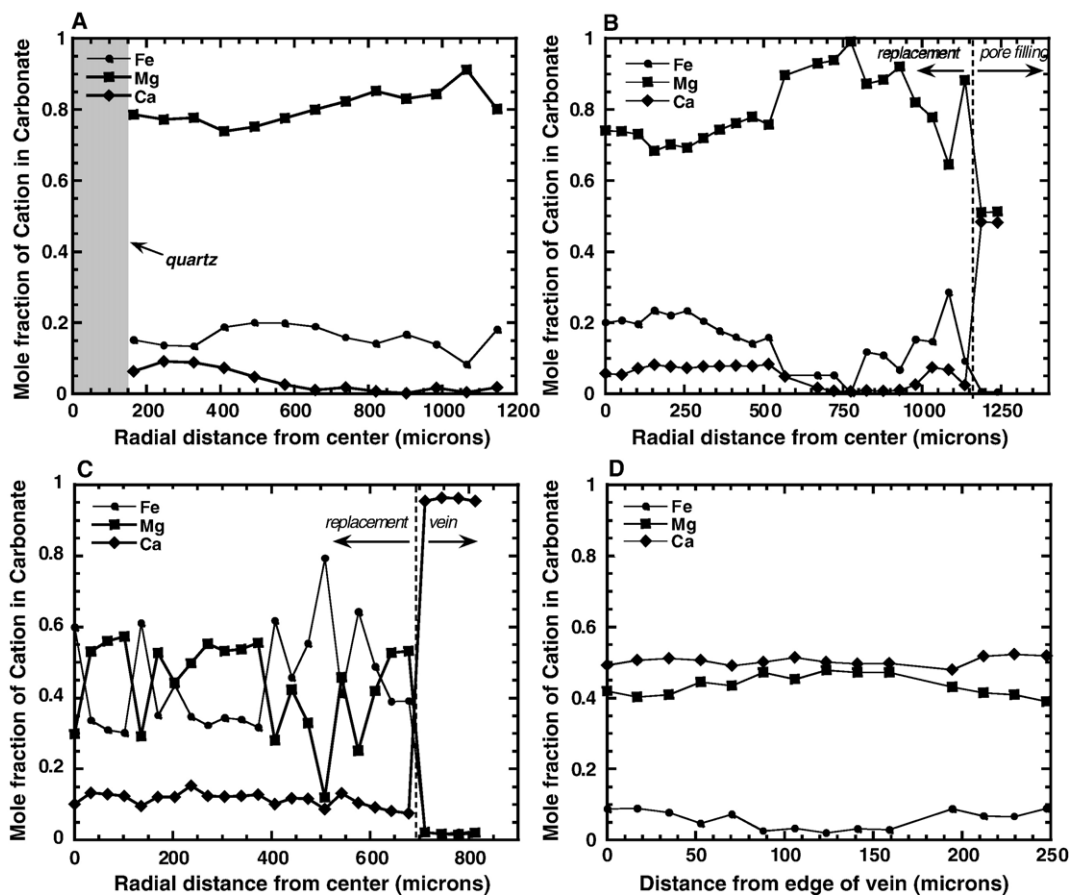 A
Mole fraction of Cation in Carbonate
1
0.8
0.6
0.4
0.2
0
Fe
Mg
Ca
quartz
0 200 400 600 800 1000 1200
Radial distance from center (microns)
B
Mole fraction of Cation in Carbonate
1
0.8
0.6
0.4
0.2
0
Fe
Mg
Ca
replacement pore filling
0 250 500 750 1000 1250
Radial distance from center (microns)
C
Mole fraction of Cation in Carbonate
1
0.8
0.6
0.4
0.2
0
Fe
Mg
Ca
replacement vein
0 200 400 600 800
Radial distance from center (microns)
D
Mole fraction of Cation in Carbonate
1
0.8
0.6
0.4
0.2
0
Fe
Mg
Ca
0 50 100 150 200 250
Distance from edge of vein (microns)